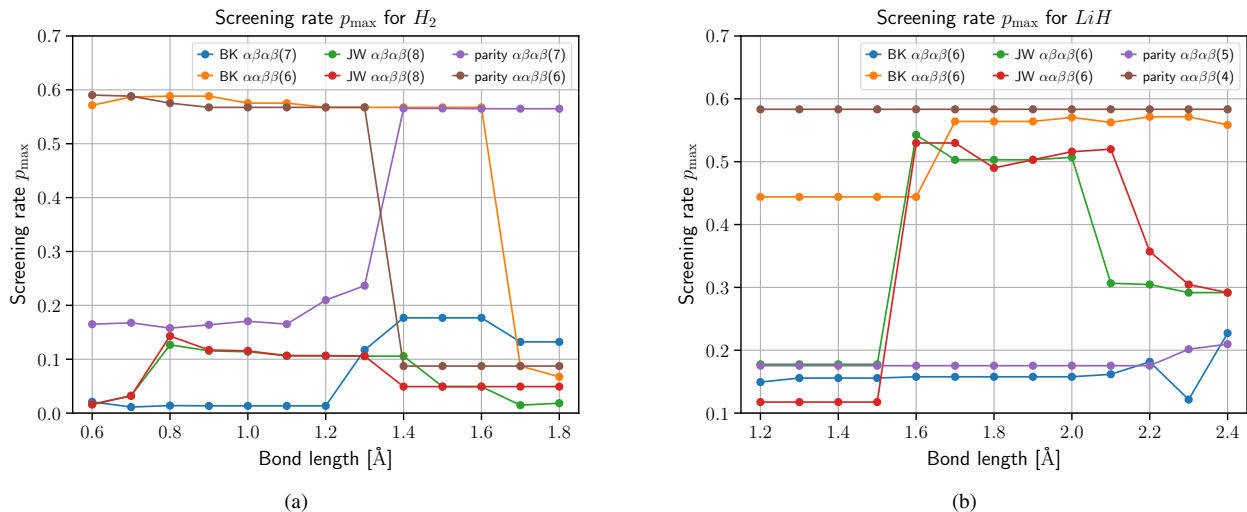 Screening rate p_max for H_2
0.7
0.6
0.5
0.4
0.3
0.2
0.1
0.0
Screening rate p_max
BK αβαβ(7)
BK ααββ(6)
JW αβαβ(8)
JW ααββ(8)
parity αβαβ(7)
parity ααββ(6)
0.6 0.8 1.0 1.2 1.4 1.6 1.8
Bond length [Å]
(a)
Screening rate p_max for LiH
0.7
0.6
0.5
0.4
0.3
0.2
0.1
Screening rate p_max
BK αβαβ(6)
BK ααββ(6)
JW αβαβ(6)
JW ααββ(6)
parity αβαβ(5)
parity ααββ(4)
1.2 1.4 1.6 1.8 2.0 2.2 2.4
Bond length [Å]
(b)